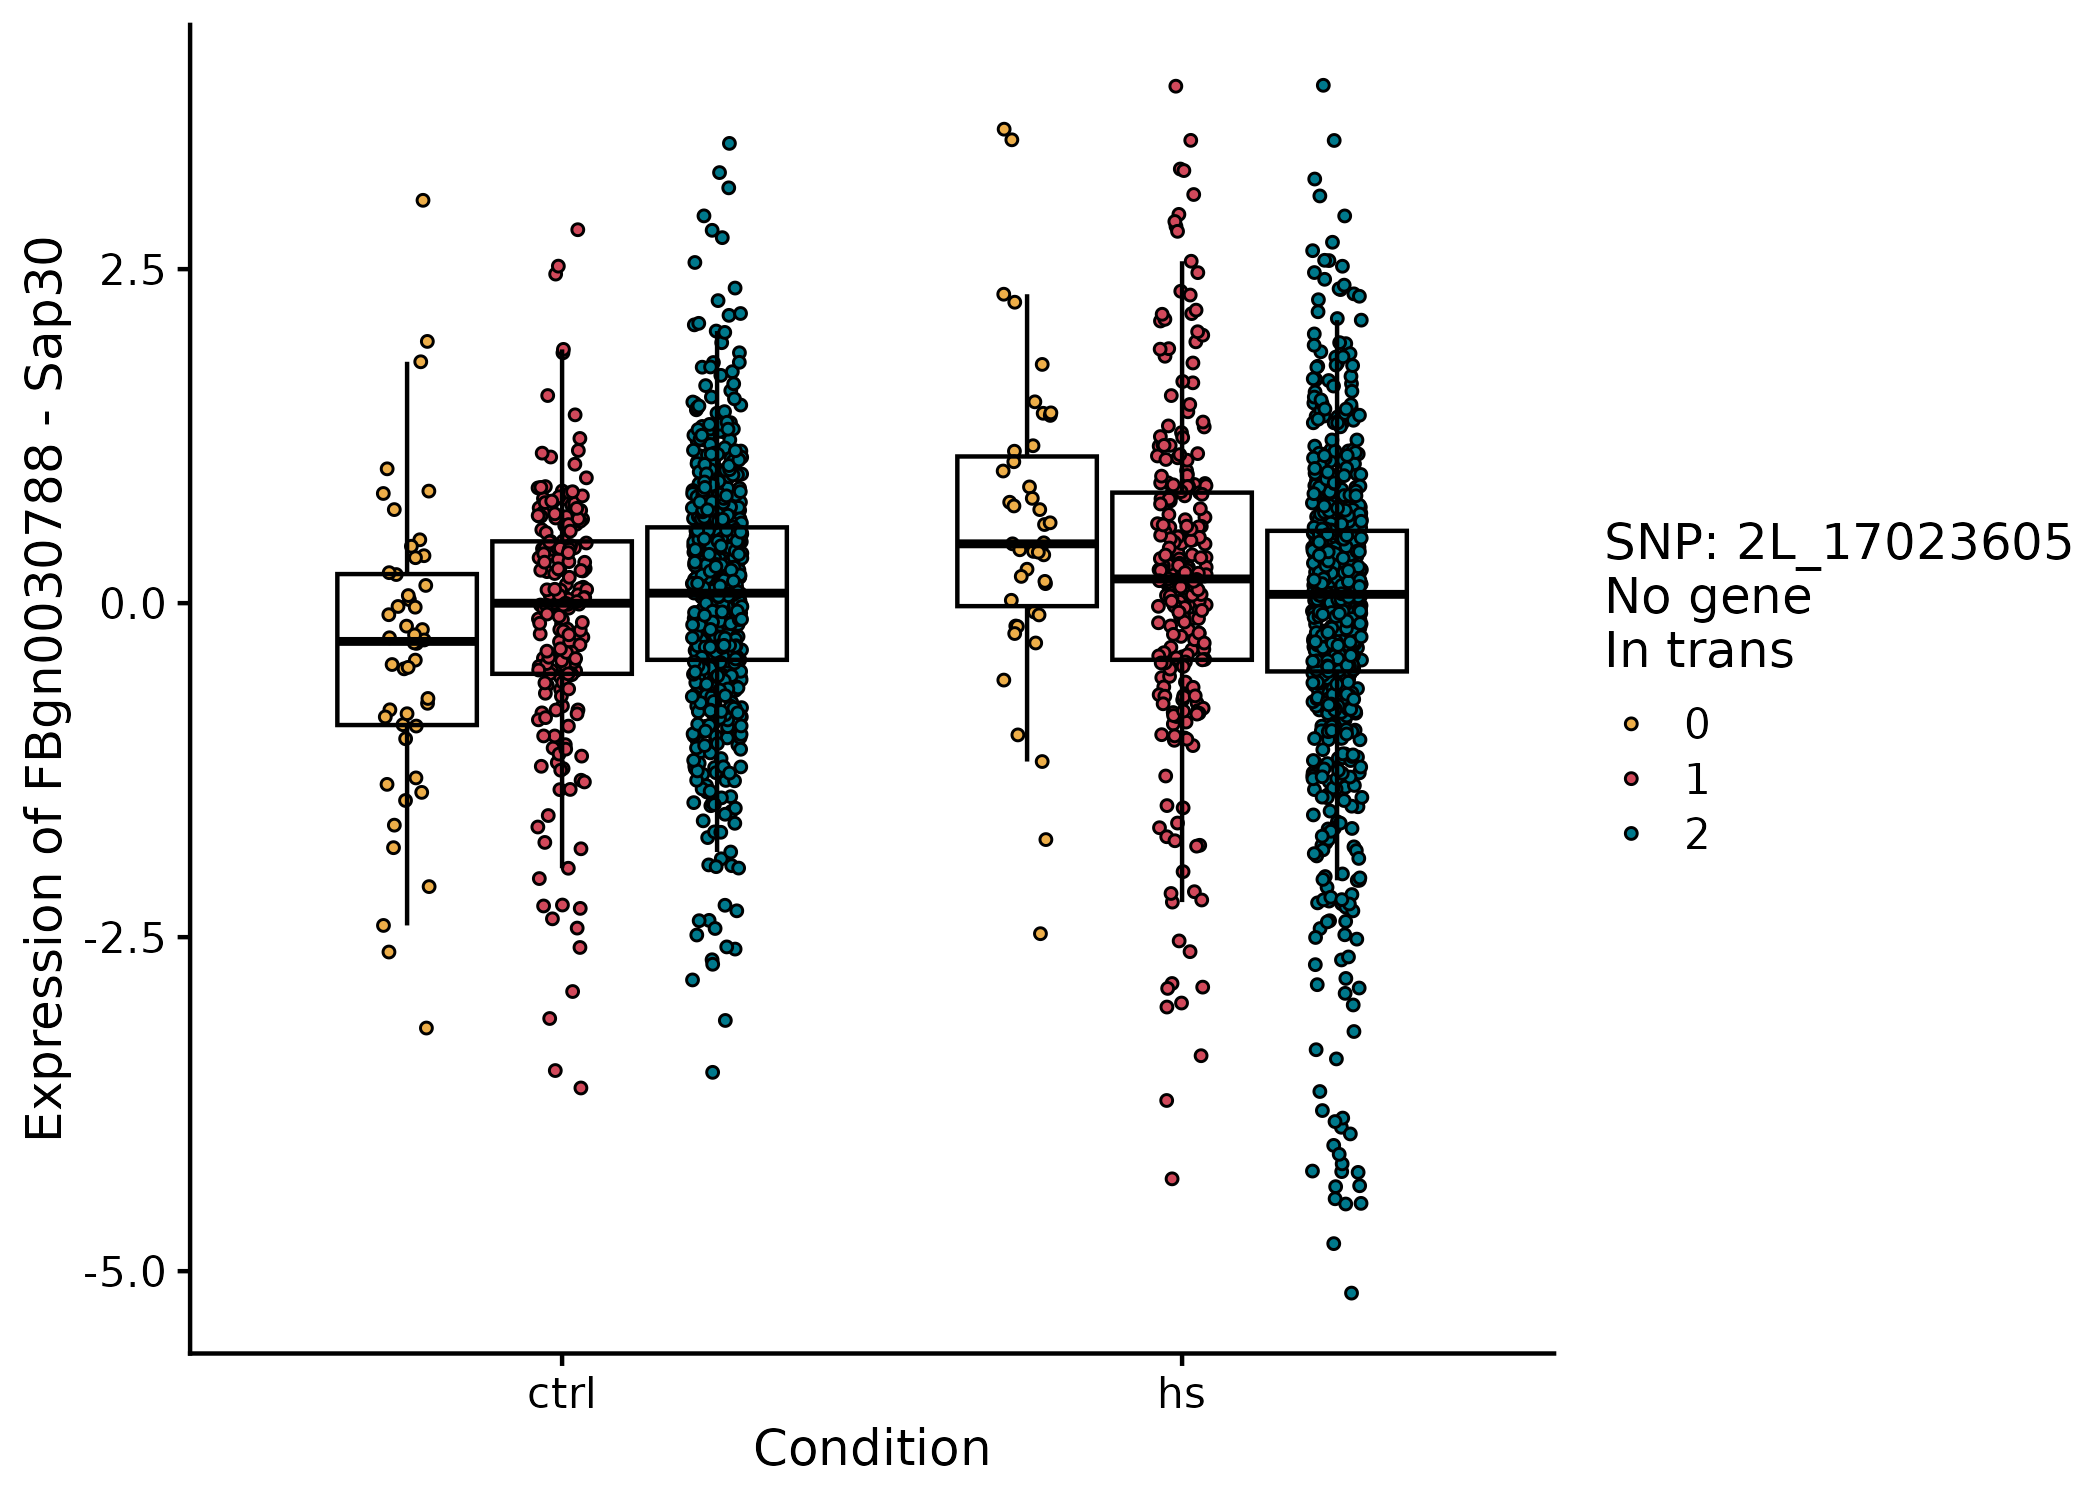 Expression of FBgn0030788 - Sap30
2.5
0.0
-2.5
-5.0
ctrl
hs
Condition
SNP: 2L_17023605
No gene
In trans
0
1
2